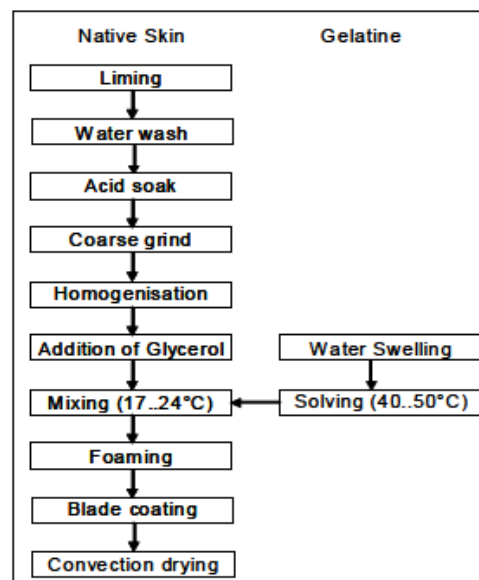 Native Skin Gelatine
Liming
Water wash
Acid soak
Coarse grind
Homogenisation
Addition of Glycerol Water Swelling
Mixing (17..24°C) Solving (40..50°C)
Foaming
Blade coating
Convection drying